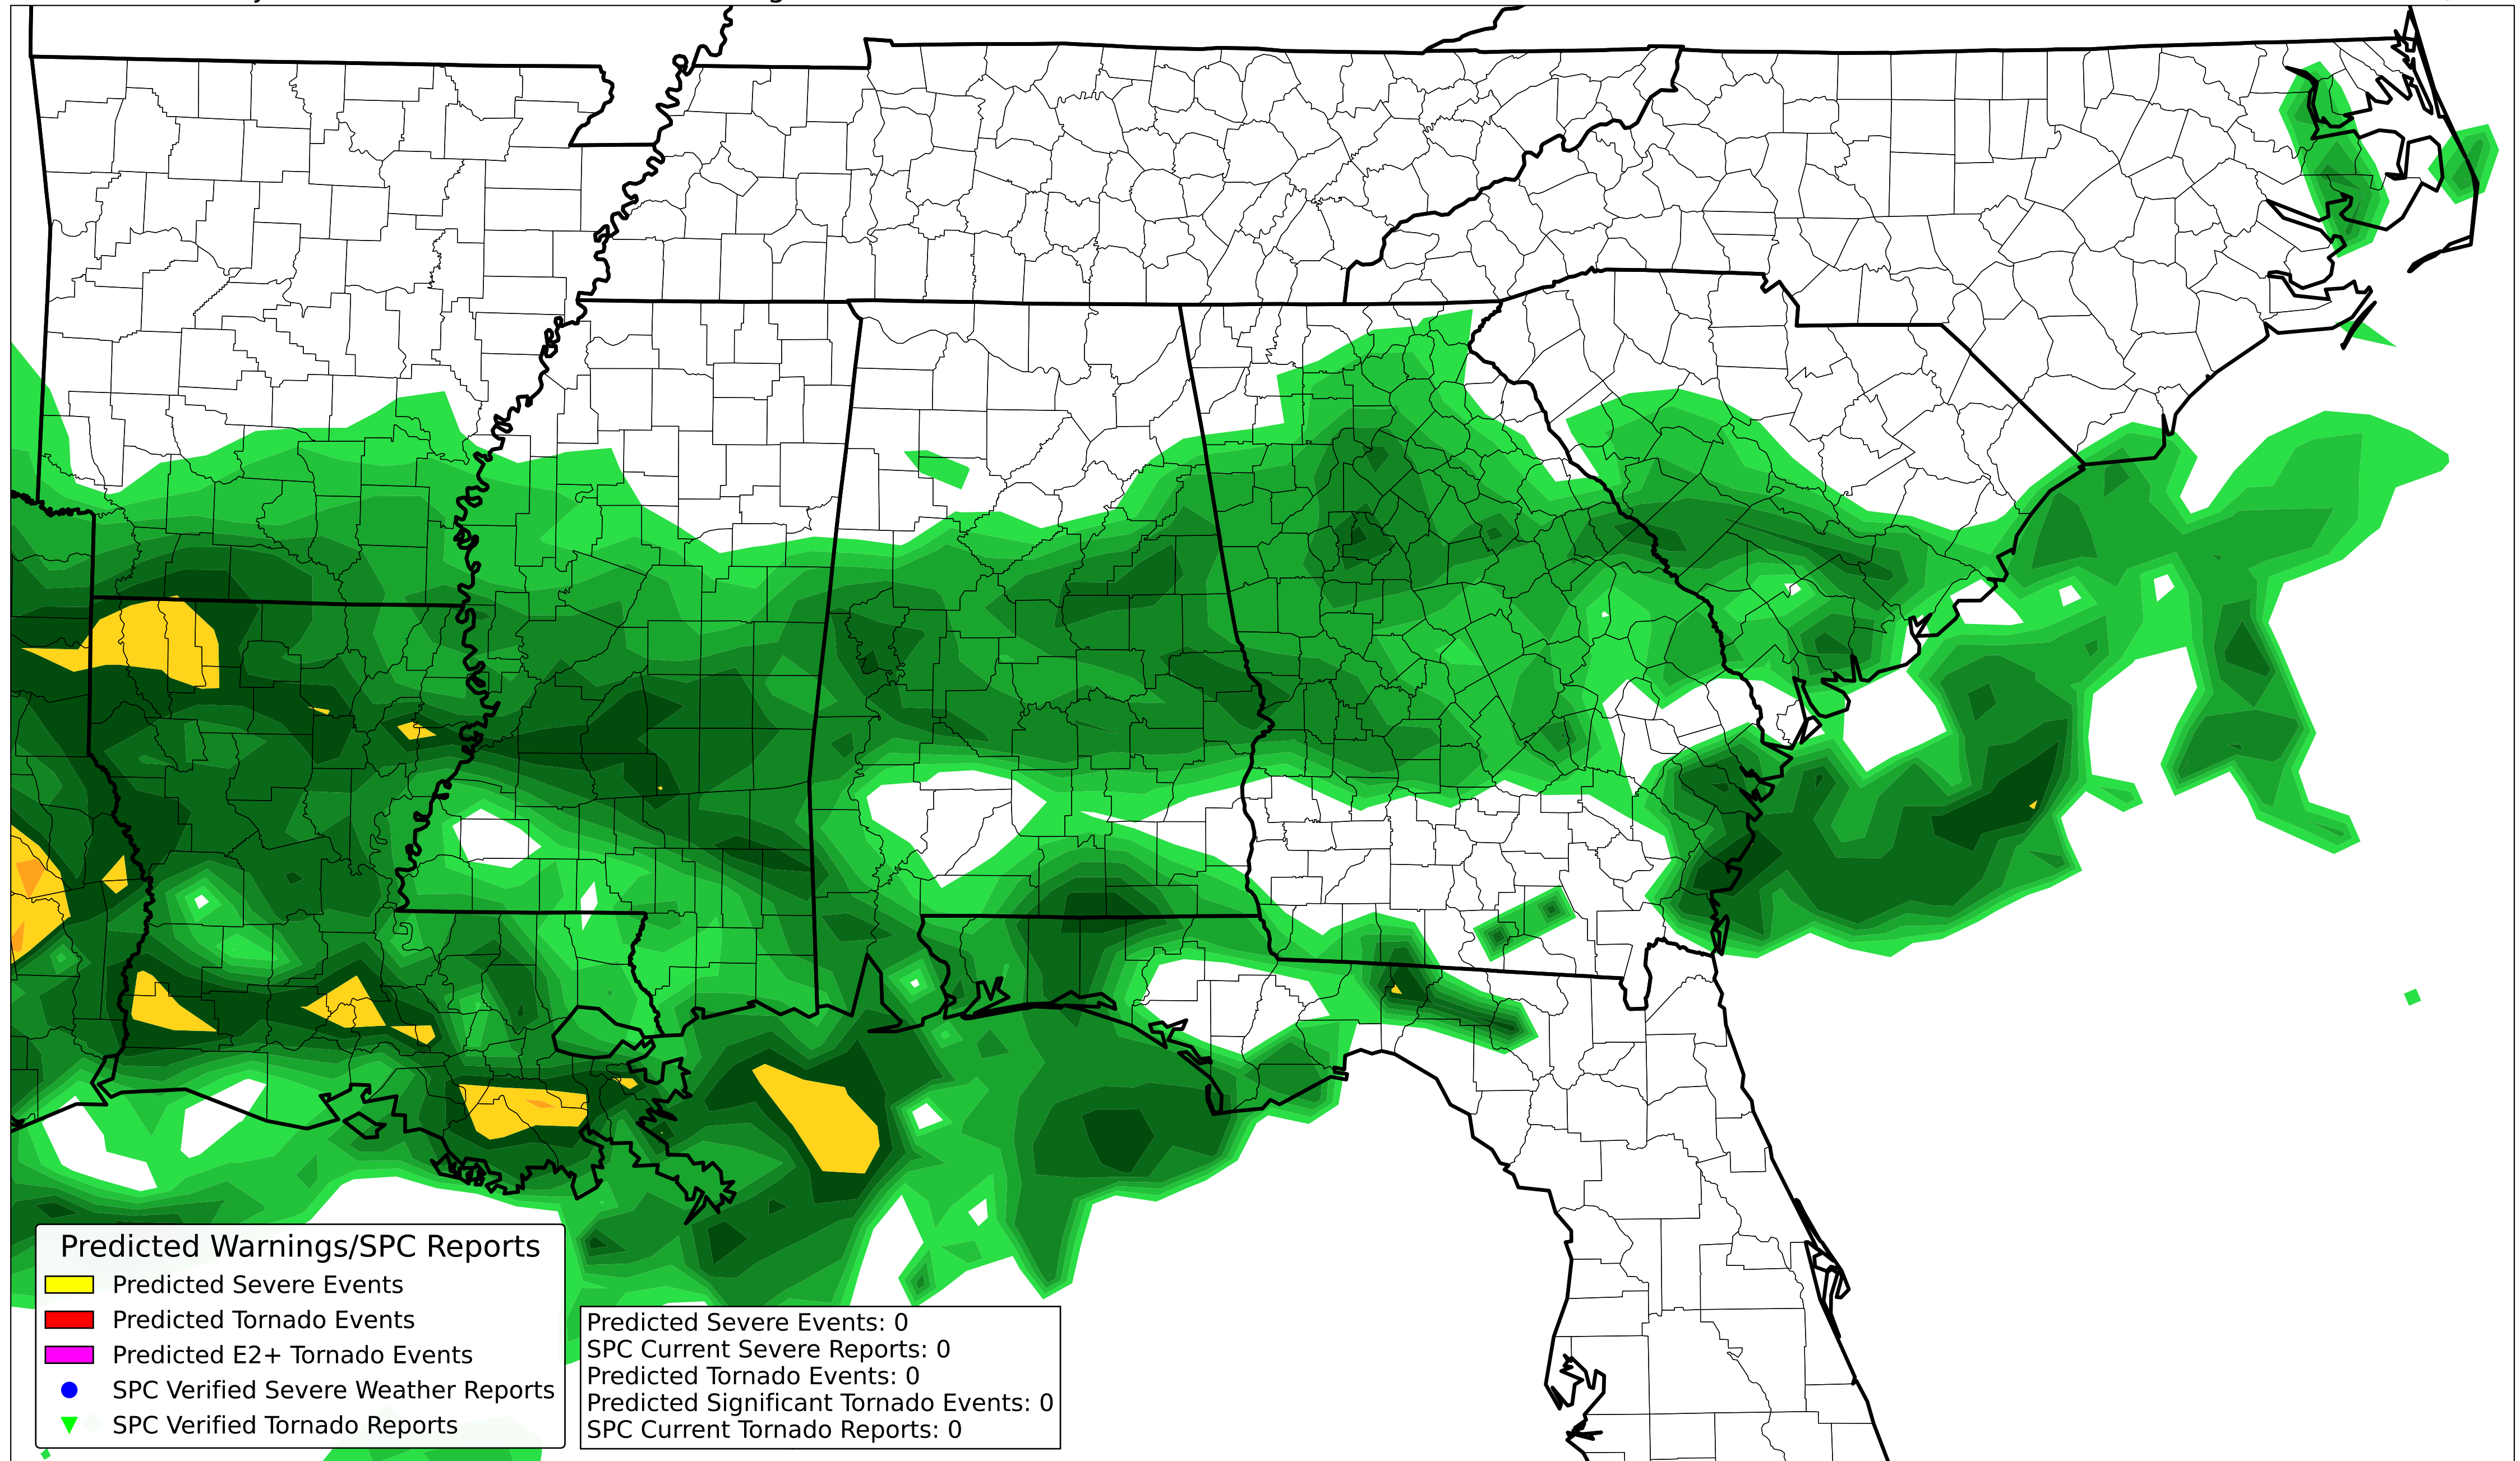 Predicted Warnings/SPC Reports
Predicted Severe Events
Predicted Tornado Events
Predicted E2+ Tornado Events
SPC Verified Severe Weather Reports
SPC Verified Tornado Reports
Predicted Severe Events: 0
SPC Current Severe Reports: 0
Predicted Tornado Events: 0
Predicted Significant Tornado Events: 0
SPC Current Tornado Reports: 0